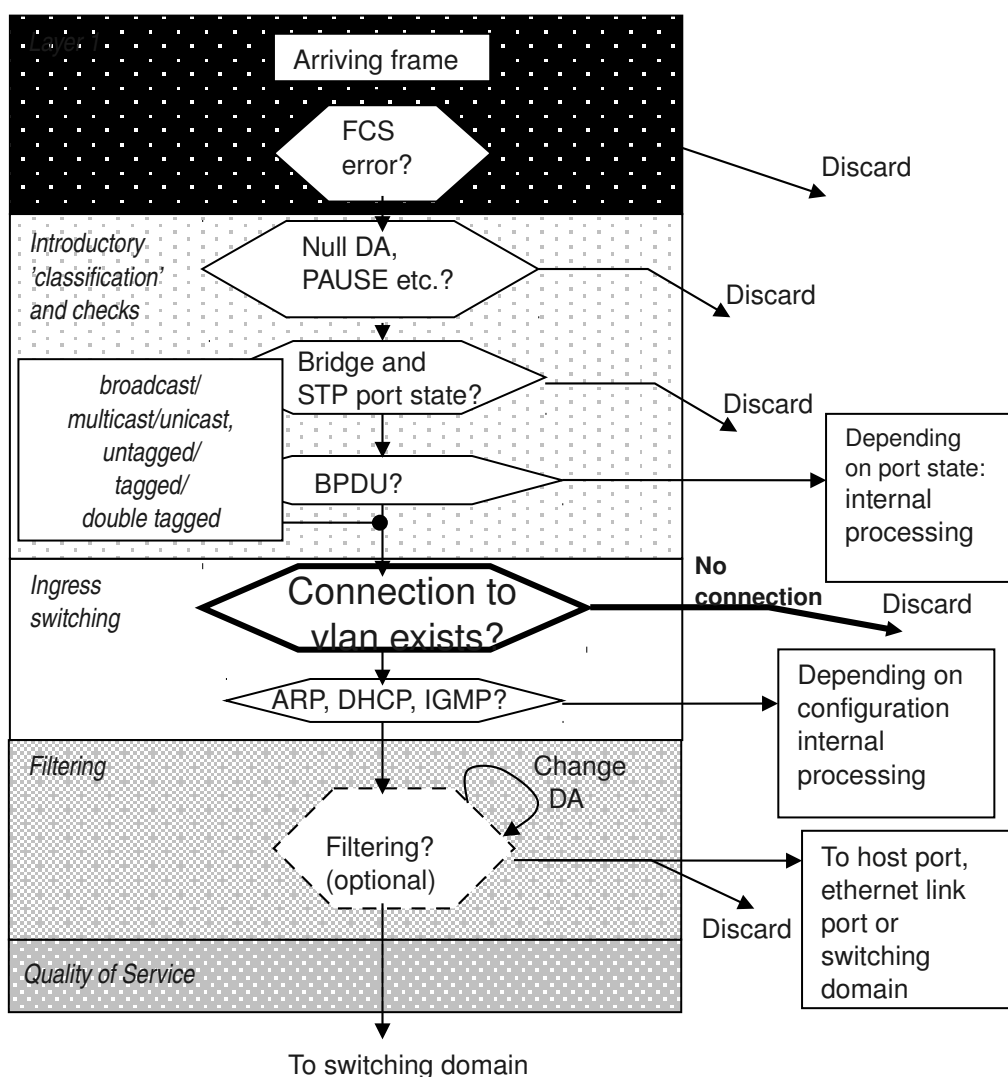 Layer 1
Arriving frame
FCS
error?
Discard
Introductory
'classification'
and checks
Null DA,
PAUSE etc.?
Discard
Bridge and
STP port state?
Discard
broadcast/
multicast/unicast,
untagged/
tagged/
double tagged
BPDU?
Depending
on port state:
internal
processing
Ingress
switching
Connection to
vlan exists?
No
connection
Discard
ARP, DHCP, IGMP?
Depending on
configuration
internal
processing
Filtering
Change
DA
Filtering?
(optional)
Discard
To host port,
ethernet link
port or
switching
domain
Quality of Service
To switching domain